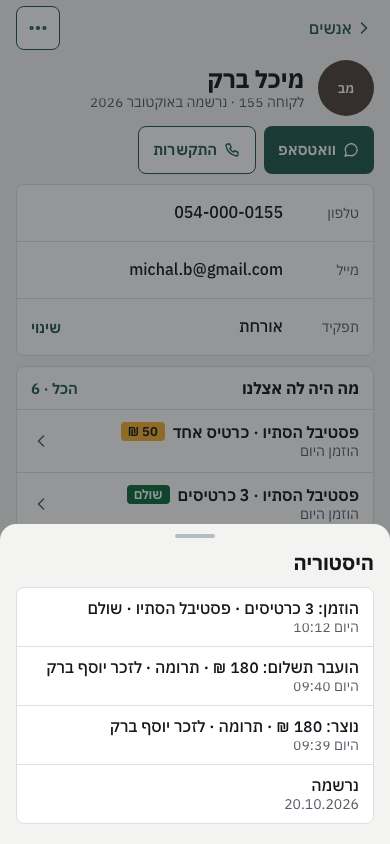 אנשים
מיכל ברק
מב
לקוחה 155 · נרשמה באוקטובר 2026
וואטסאפ
התקשרות
טלפון
054-000-0155
מייל
michal.b@gmail.com
תפקיד
אורחת
שינוי
מה היה לה אצלנו
הכל · 6
פסטיבל הסתיו · כרטיס אחד
50 ₪
הוזמן היום
פסטיבל הסתיו · 3 כרטיסים
שולם
הוזמן היום
היסטוריה
הוזמן: 3 כרטיסים · פסטיבל הסתיו · שולם
היום 10:12
הועבר תשלום: 180 ₪ · תרומה · לזכר יוסף ברק
היום 09:40
נוצר: 180 ₪ · תרומה · לזכר יוסף ברק
היום 09:39
נרשמה
20.10.2026